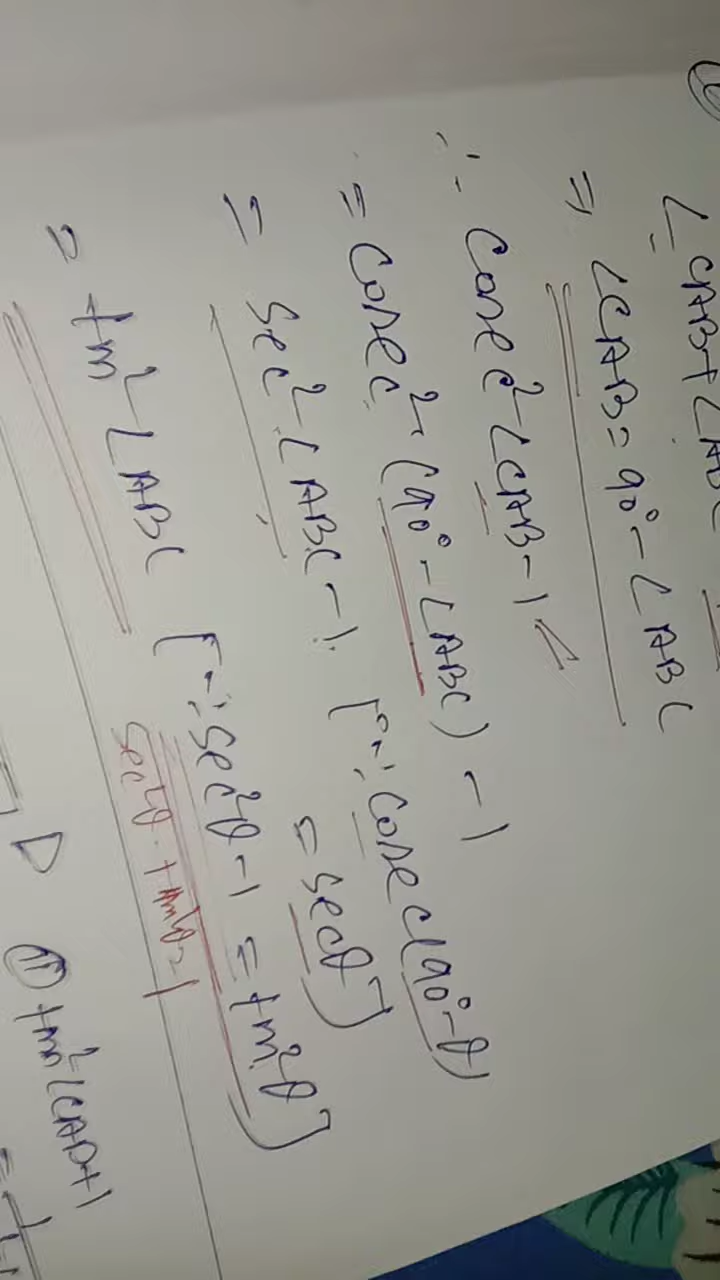 ∠CAB+∠ABC
⇒ ∠CAB = 90° - ∠ABC
∴ Cosec²∠CAB - 1
= Cosec²(90° - ∠ABC) - 1
= Sec²∠ABC - 1 [∵ Cosec(90°-θ)
= Secθ]
= tan²∠ABC [∵ Sec²θ - 1 = tan²θ]
Sec²θ - tan²θ = 1
ii) tan²∠CAD+1